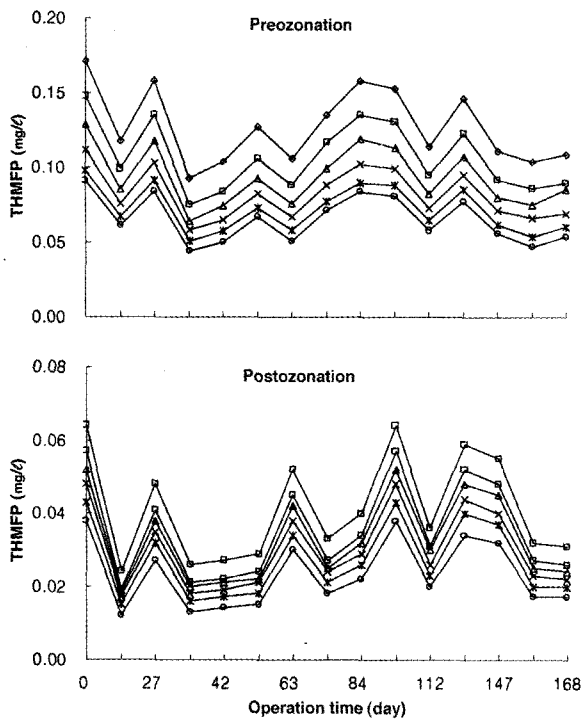 0.20
Preozonation
0.15
THMFP (mg/ℓ)
0.10
0.05
0.00
0.08
Postozonation
0.06
THMFP (mg/ℓ)
0.04
0.02
0.00
0 27 42 63 84 112 147 168
Operation time (day)